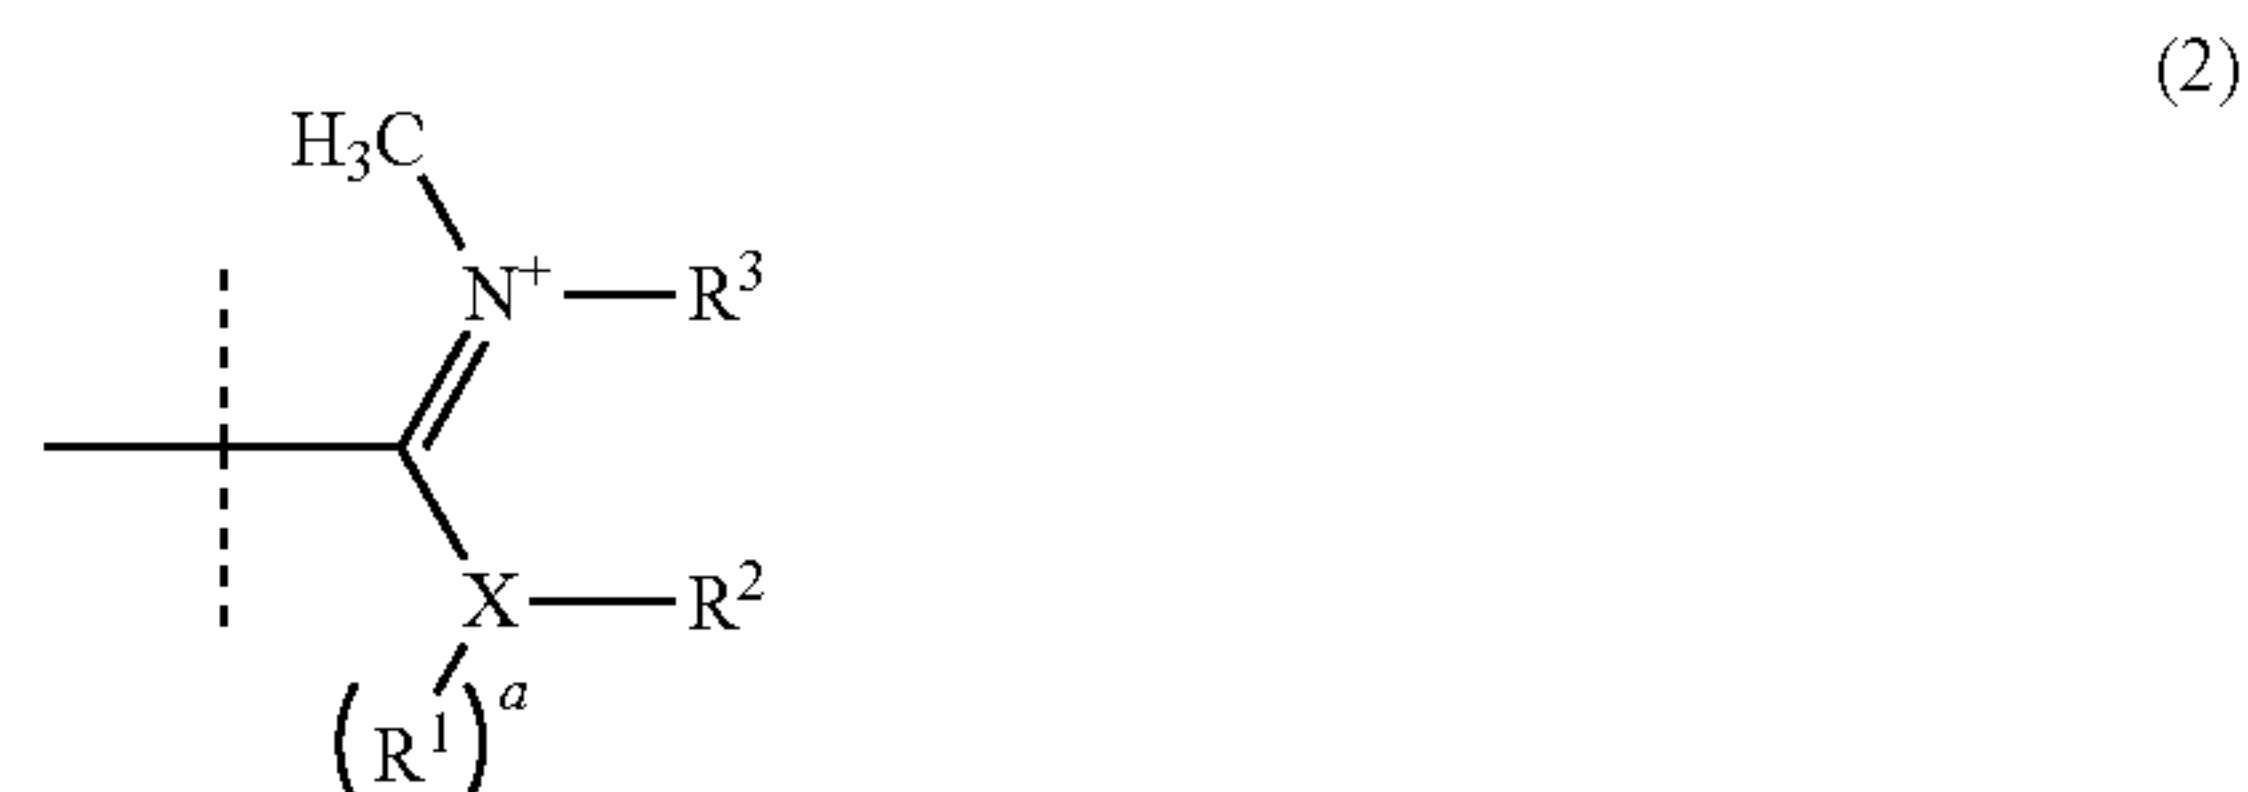 (2)
H₃C
N⁺ R³
X R²
(R¹)ᵃ